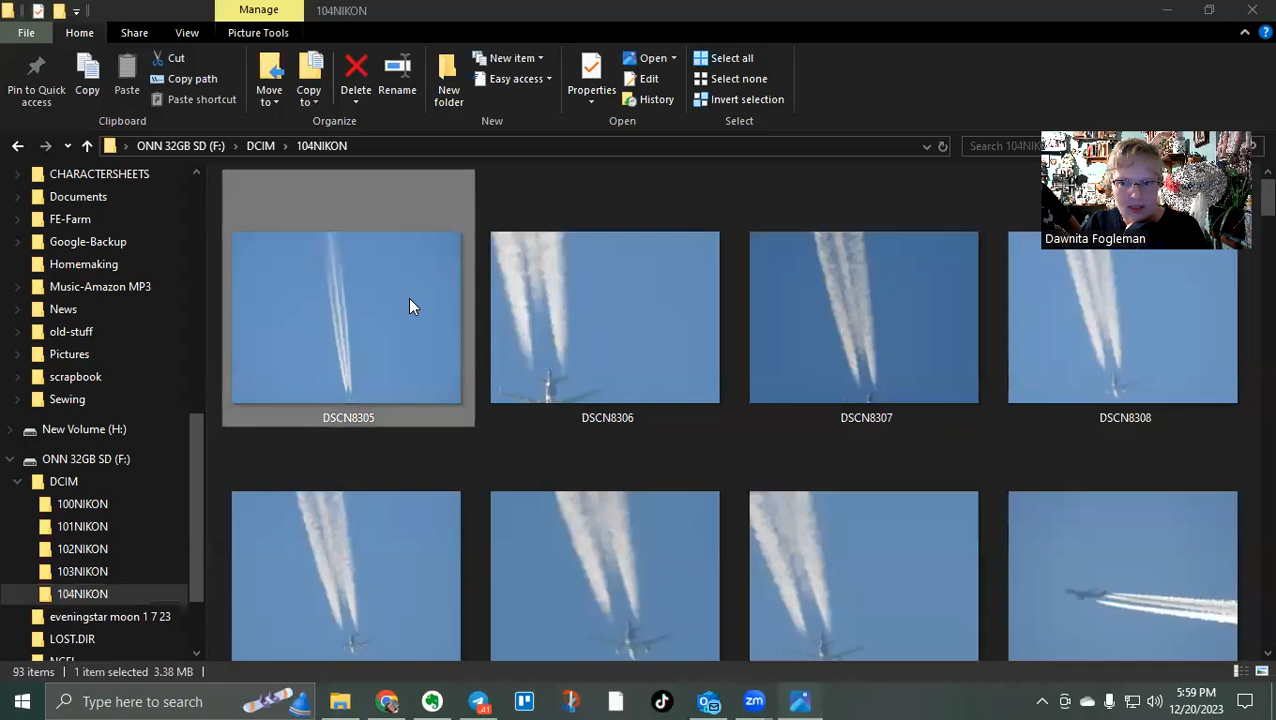 Manage
104NIKON
File
Home
Share
View
Picture Tools
Pin to Quick access
Copy
Paste
Cut
Copy path
Paste shortcut
Clipboard
Move to
Copy to
Delete
Rename
Organize
New folder
New item
Easy access
New
Properties
Open
Edit
History
Open
Select all
Select none
Invert selection
Select
ONN 32GB SD (F:)
DCIM
104NIKON
Search 104NI
Dawnita Fogleman
CHARACTERSHEETS
Documents
FE-Farm
Google-Backup
Homemaking
Music-Amazon MP3
News
old-stuff
Pictures
scrapbook
Sewing
New Volume (H:)
ONN 32GB SD (F:)
DCIM
100NIKON
101NIKON
102NIKON
103NIKON
104NIKON
eveningstar moon 1 7 23
LOST.DIR
DSCN8305
DSCN8306
DSCN8307
DSCN8308
93 items
1 item selected 3.38 MB
Type here to search
41
5:59 PM
12/20/2023